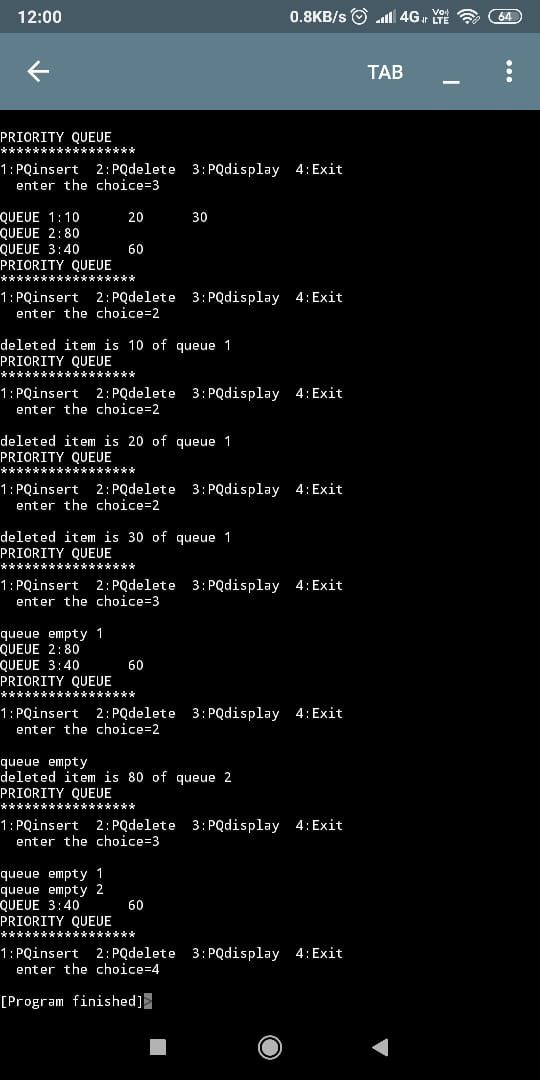 12:00 0.8KB/s 4G Vo) LTE 64
TAB
PRIORITY QUEUE
*****************
1:PQinsert  2:PQdelete  3:PQdisplay  4:Exit
  enter the choice=3

QUEUE 1:10      20      30
QUEUE 2:80
QUEUE 3:40      60
PRIORITY QUEUE
*****************
1:PQinsert  2:PQdelete  3:PQdisplay  4:Exit
  enter the choice=2

deleted item is 10 of queue 1
PRIORITY QUEUE
*****************
1:PQinsert  2:PQdelete  3:PQdisplay  4:Exit
  enter the choice=2

deleted item is 20 of queue 1
PRIORITY QUEUE
*****************
1:PQinsert  2:PQdelete  3:PQdisplay  4:Exit
  enter the choice=2

deleted item is 30 of queue 1
PRIORITY QUEUE
*****************
1:PQinsert  2:PQdelete  3:PQdisplay  4:Exit
  enter the choice=3

queue empty 1
QUEUE 2:80
QUEUE 3:40      60
PRIORITY QUEUE
*****************
1:PQinsert  2:PQdelete  3:PQdisplay  4:Exit
  enter the choice=2

queue empty
deleted item is 80 of queue 2
PRIORITY QUEUE
*****************
1:PQinsert  2:PQdelete  3:PQdisplay  4:Exit
  enter the choice=3

queue empty 1
queue empty 2
QUEUE 3:40      60
PRIORITY QUEUE
*****************
1:PQinsert  2:PQdelete  3:PQdisplay  4:Exit
  enter the choice=4

[Program finished]>